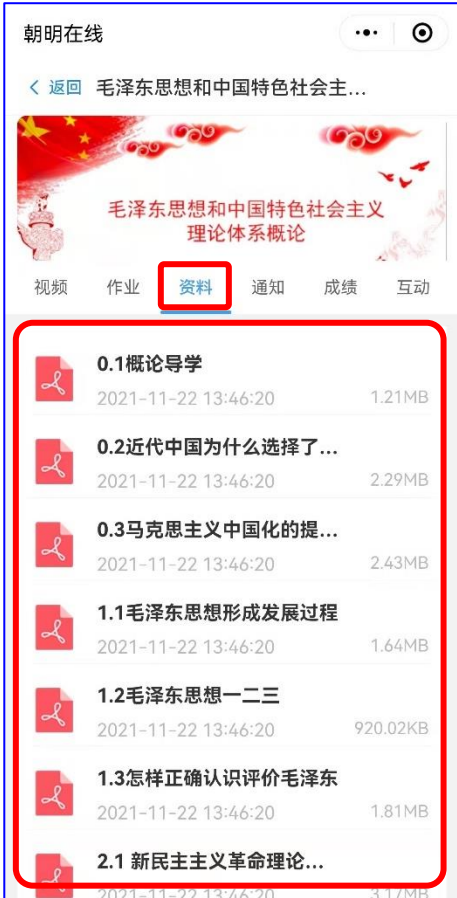 朝明在线
返回 毛泽东思想和中国特色社会主...
毛泽东思想和中国特色社会主义
理论体系概论
视频 作业 资料 通知 成绩 互动
0.1概论导学
2021-11-22 13:46:20 1.21MB
0.2近代中国为什么选择了...
2021-11-22 13:46:20 2.29MB
0.3马克思主义中国化的提...
2021-11-22 13:46:20 2.43MB
1.1毛泽东思想形成发展过程
2021-11-22 13:46:20 1.64MB
1.2毛泽东思想一二三
2021-11-22 13:46:20 920.02KB
1.3怎样正确认识评价毛泽东
2021-11-22 13:46:20 1.81MB
2.1 新民主主义革命理论...
2021-11-22 13:46:20 3.17MB